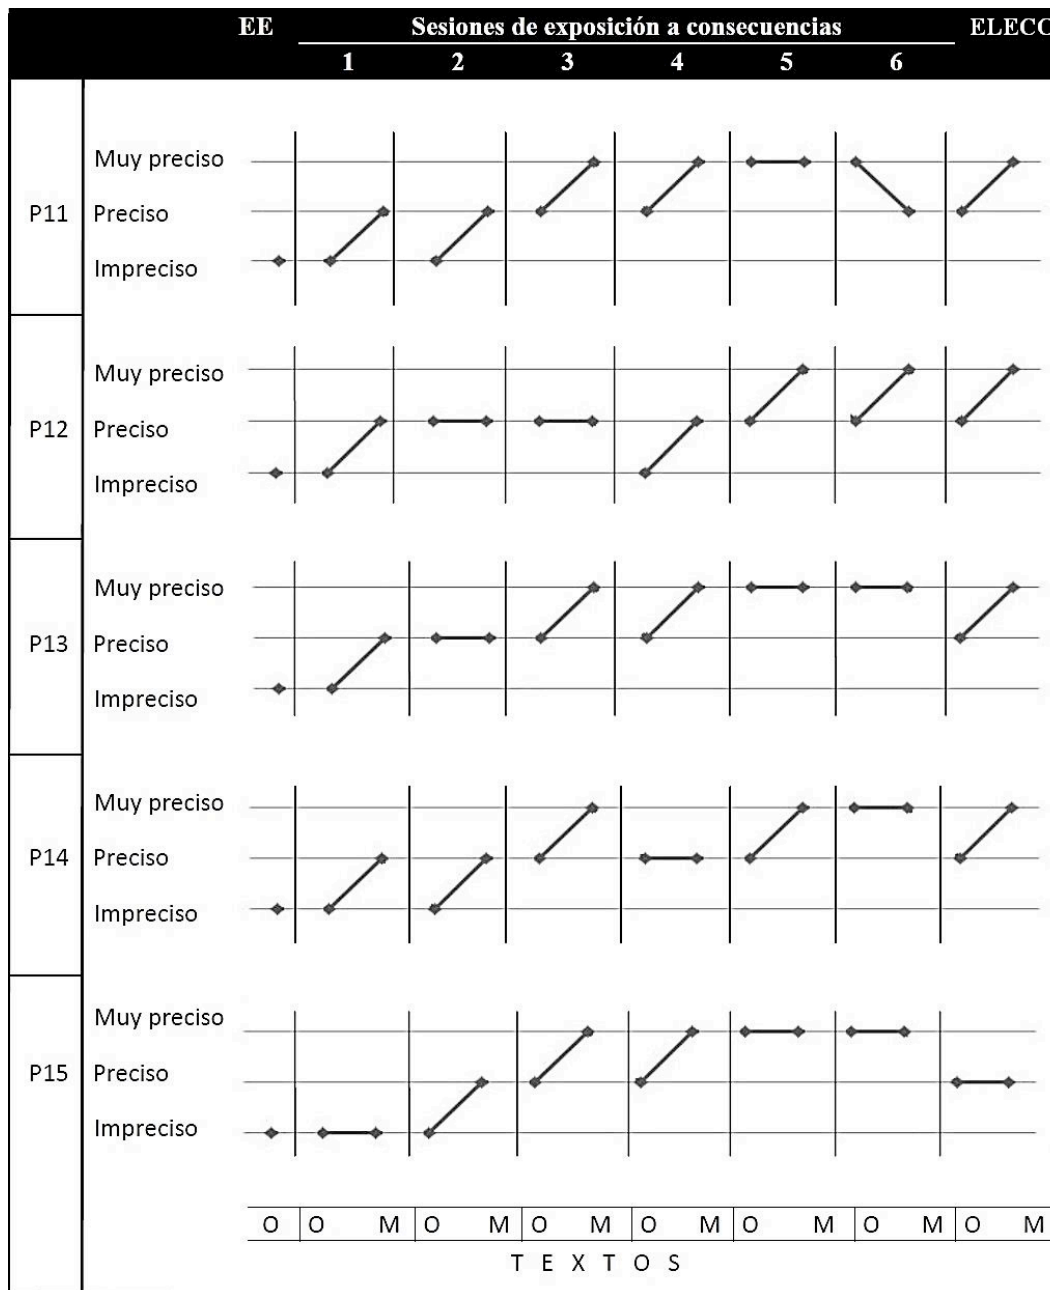 EE Sesiones de exposición a consecuencias ELECC
1 2 3 4 5 6
Muy preciso
P11 Preciso
Impreciso
Muy preciso
P12 Preciso
Impreciso
Muy preciso
P13 Preciso
Impreciso
Muy preciso
P14 Preciso
Impreciso
Muy preciso
P15 Preciso
Impreciso
O O M O M O M O M O M O M O M
T E X T O S